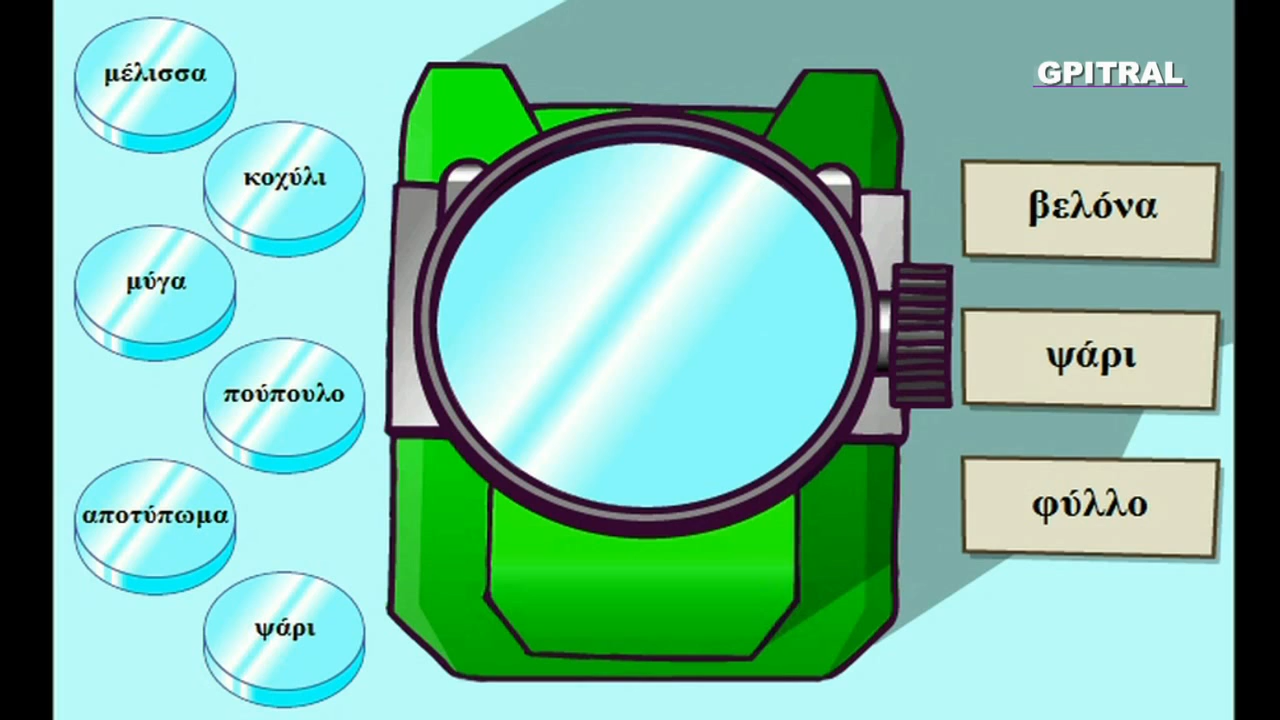 μέλισσα
κοχύλι
μύγα
πούπουλο
αποτύπωμα
ψάρι
GPITRAL
βελόνα
ψάρι
φύλλο